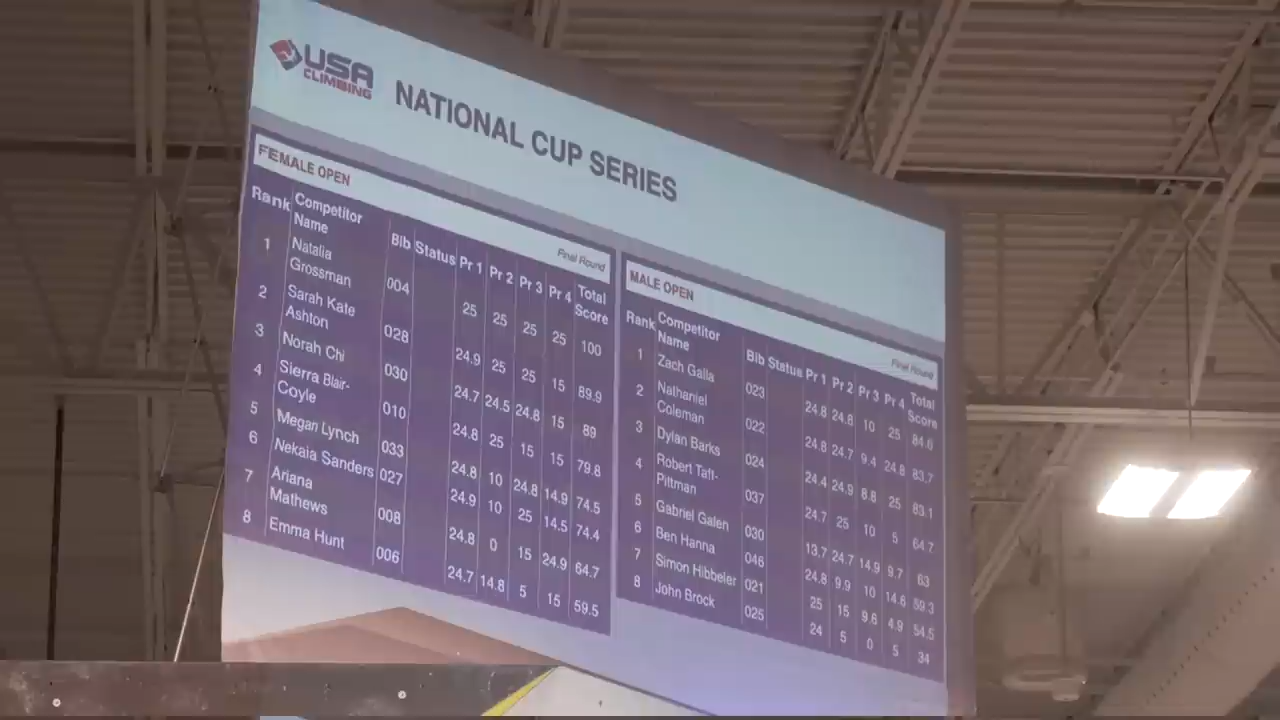 USA
CLIMBING
NATIONAL CUP SERIES
FEMALE OPEN
Final Round
Rank Competitor Name Bib Status Pr 1 Pr 2 Pr 3 Pr 4 Total Score
1 Natalia Grossman 004 25 25 25 25 100
2 Sarah Kate Ashton 028 24.9 25 25 15 89.9
3 Norah Chi 030 24.7 24.5 24.8 15 89
4 Sierra Blair-Coyle 010 24.8 25 15 15 79.8
5 Megan Lynch 033 24.8 10 24.8 14.9 74.5
6 Nekaia Sanders 027 24.9 10 25 14.5 74.4
7 Ariana Mathews 008 24.8 0 15 24.9 64.7
8 Emma Hunt 006 24.7 14.8 5 15 59.5
MALE OPEN
Final Round
Rank Competitor Name Bib Status Pr 1 Pr 2 Pr 3 Pr 4 Total Score
1 Zach Galla 023 24.8 24.8 10 25 84.6
2 Nathaniel Coleman 022 24.8 24.7 9.4 24.8 83.7
3 Dylan Barks 024 24.4 24.9 8.8 25 83.1
4 Robert Taft-Pittman 037 24.7 25 10 5 64.7
5 Gabriel Galen 030 13.7 24.7 14.9 9.7 63
6 Ben Hanna 046 24.8 9.9 10 14.6 59.3
7 Simon Hibbeler 021 25 15 9.6 4.9 54.5
8 John Brock 025 24 5 0 5 34